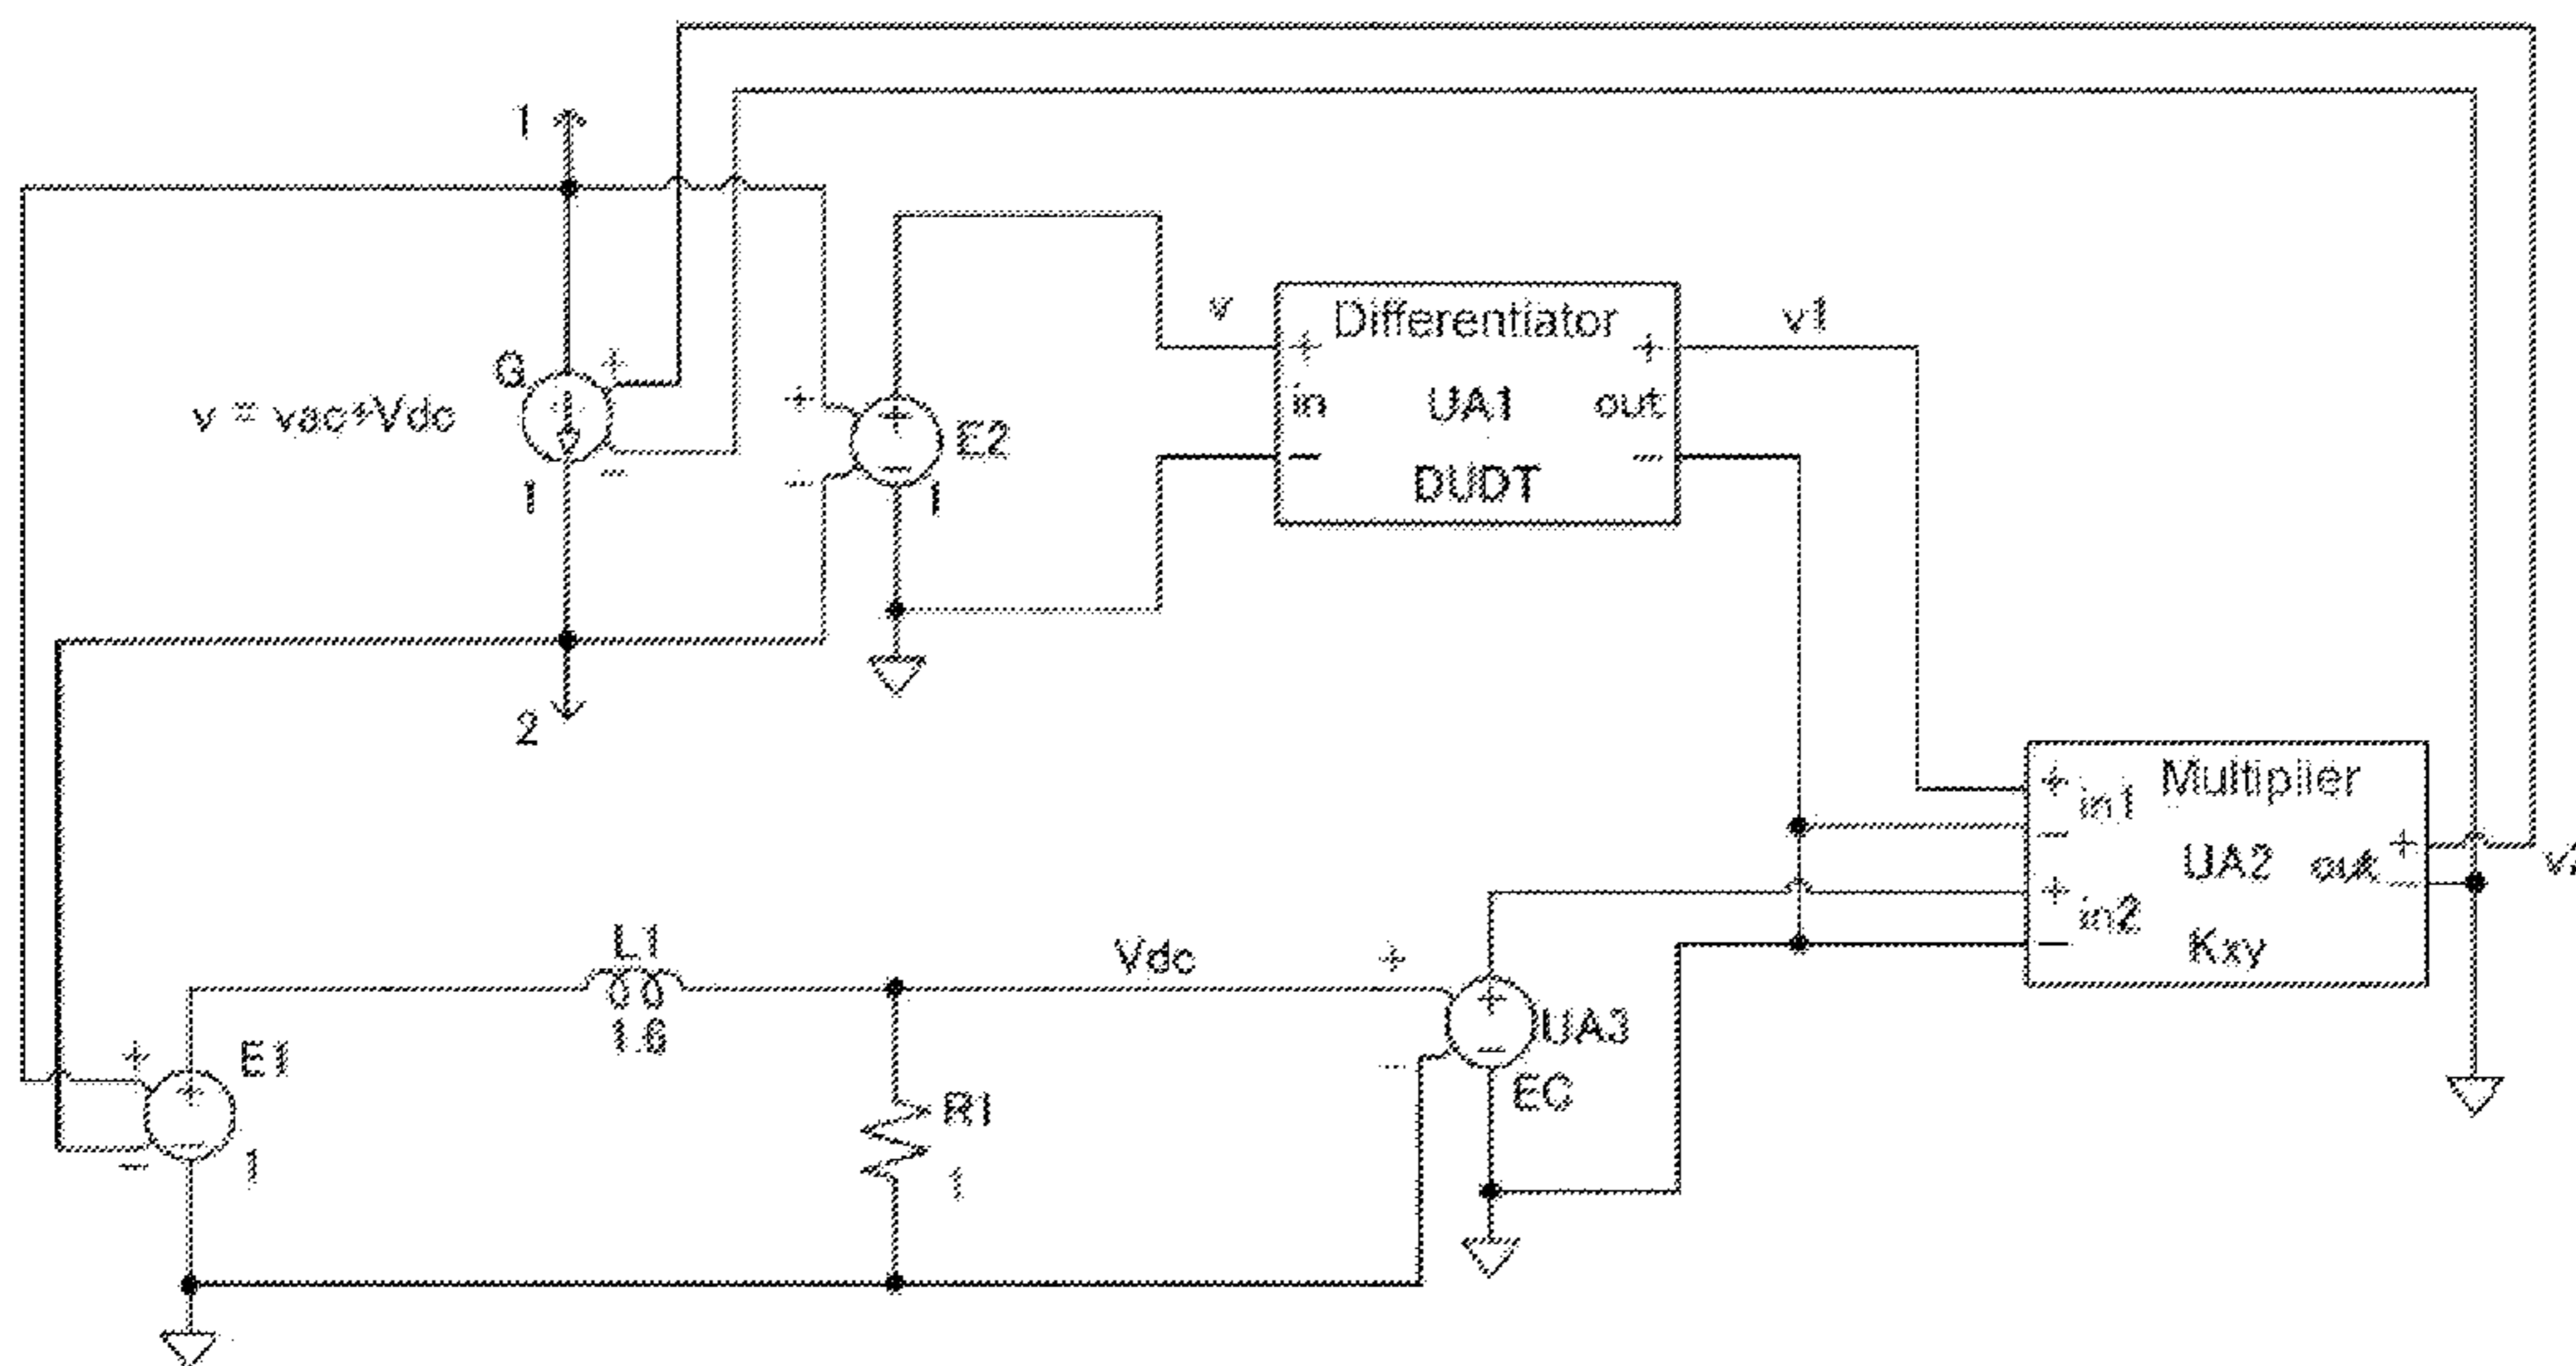 1
G
v = vac+Vdc
1
2
+
−
+
−
E2
1
v
Differentiator
+ +
in UA1 out
− DUDT −
v1
Multiplier
+ in1
−
UA2 out +
−
+ in2
− Kxy
L1
1.6
Vdc
+
−
UA3
EC
E1
+
−
1
R1
1